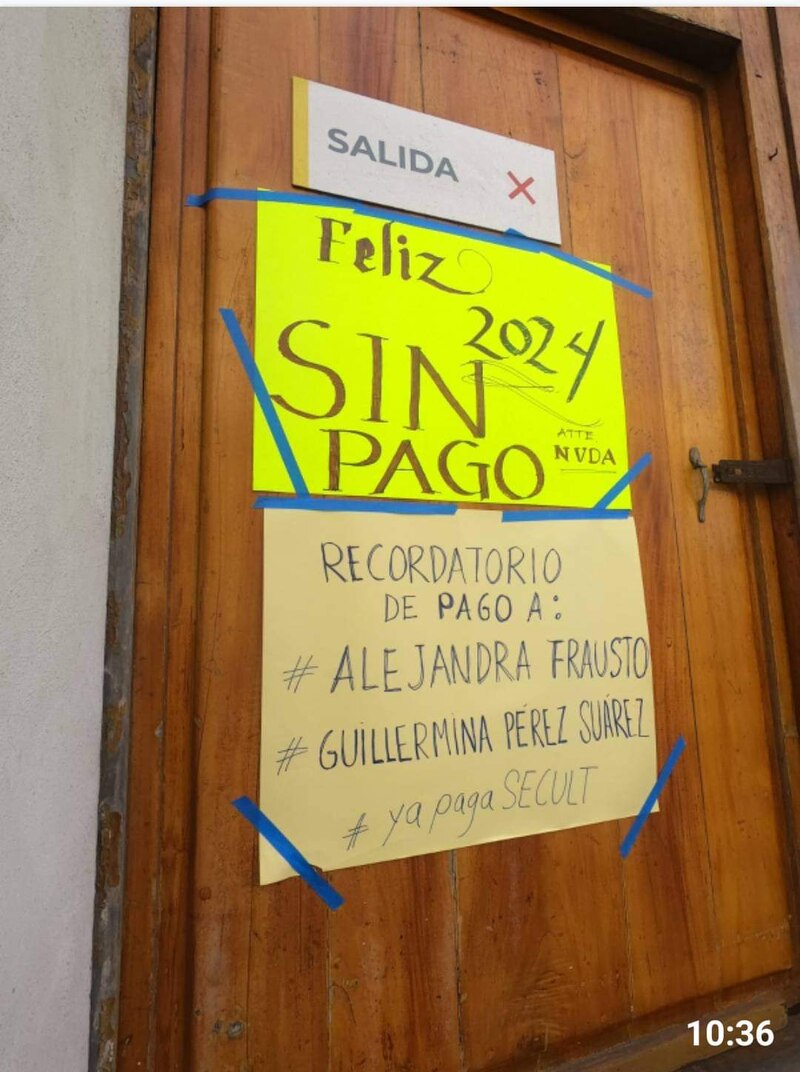 SALIDA
Feliz
2024
SIN
PAGO
ATTE
NVDA
RECORDATORIO
DE PAGO A:
# ALEJANDRA FRAUSTO
# GUILLERMINA PÉREZ SUÁREZ
# ya paga SECULT
10:36